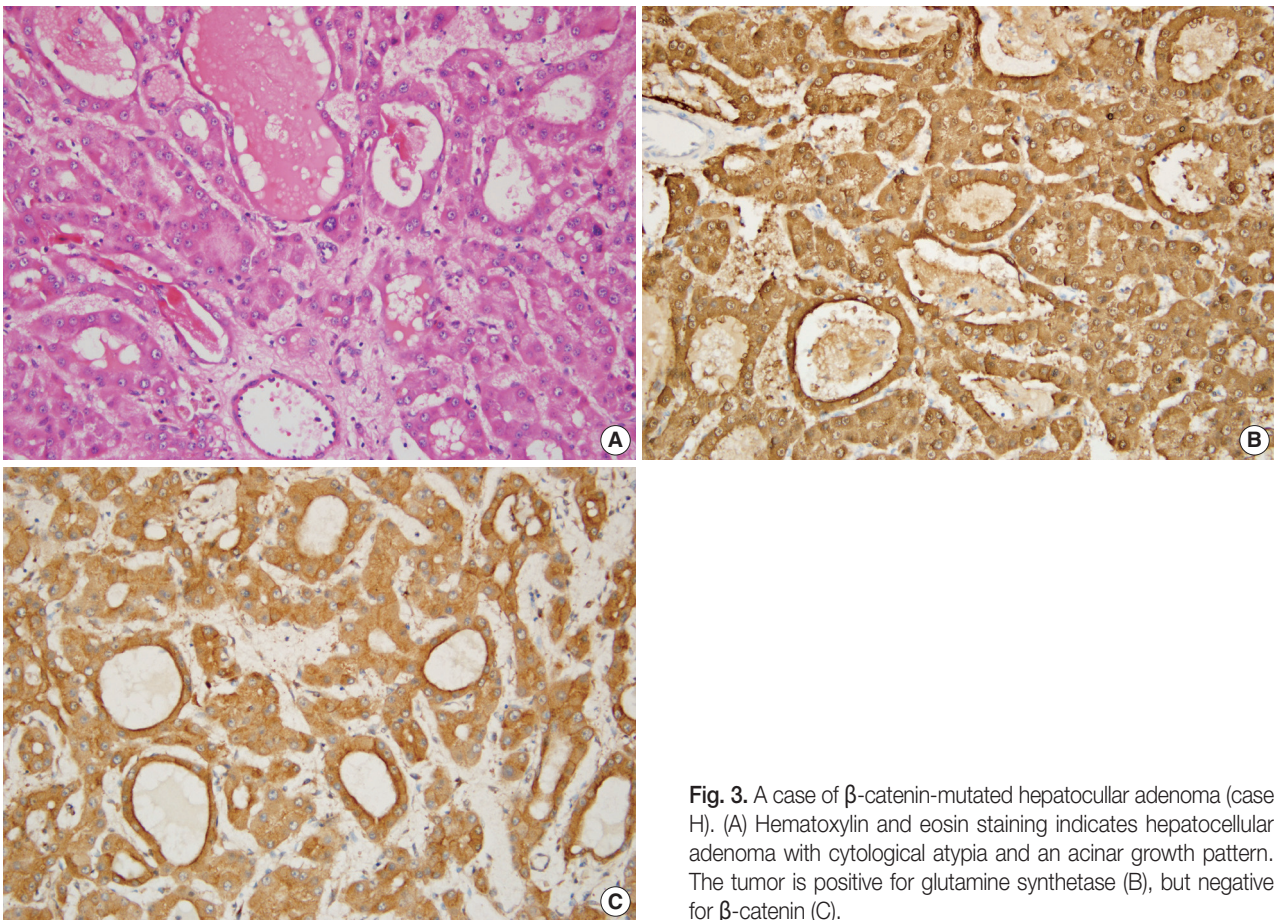 A
B
C
Fig. 3. A case of β-catenin-mutated hepatocullar adenoma (case
H). (A) Hematoxylin and eosin staining indicates hepatocellular
adenoma with cytological atypia and an acinar growth pattern.
The tumor is positive for glutamine synthetase (B), but negative
for β-catenin (C).